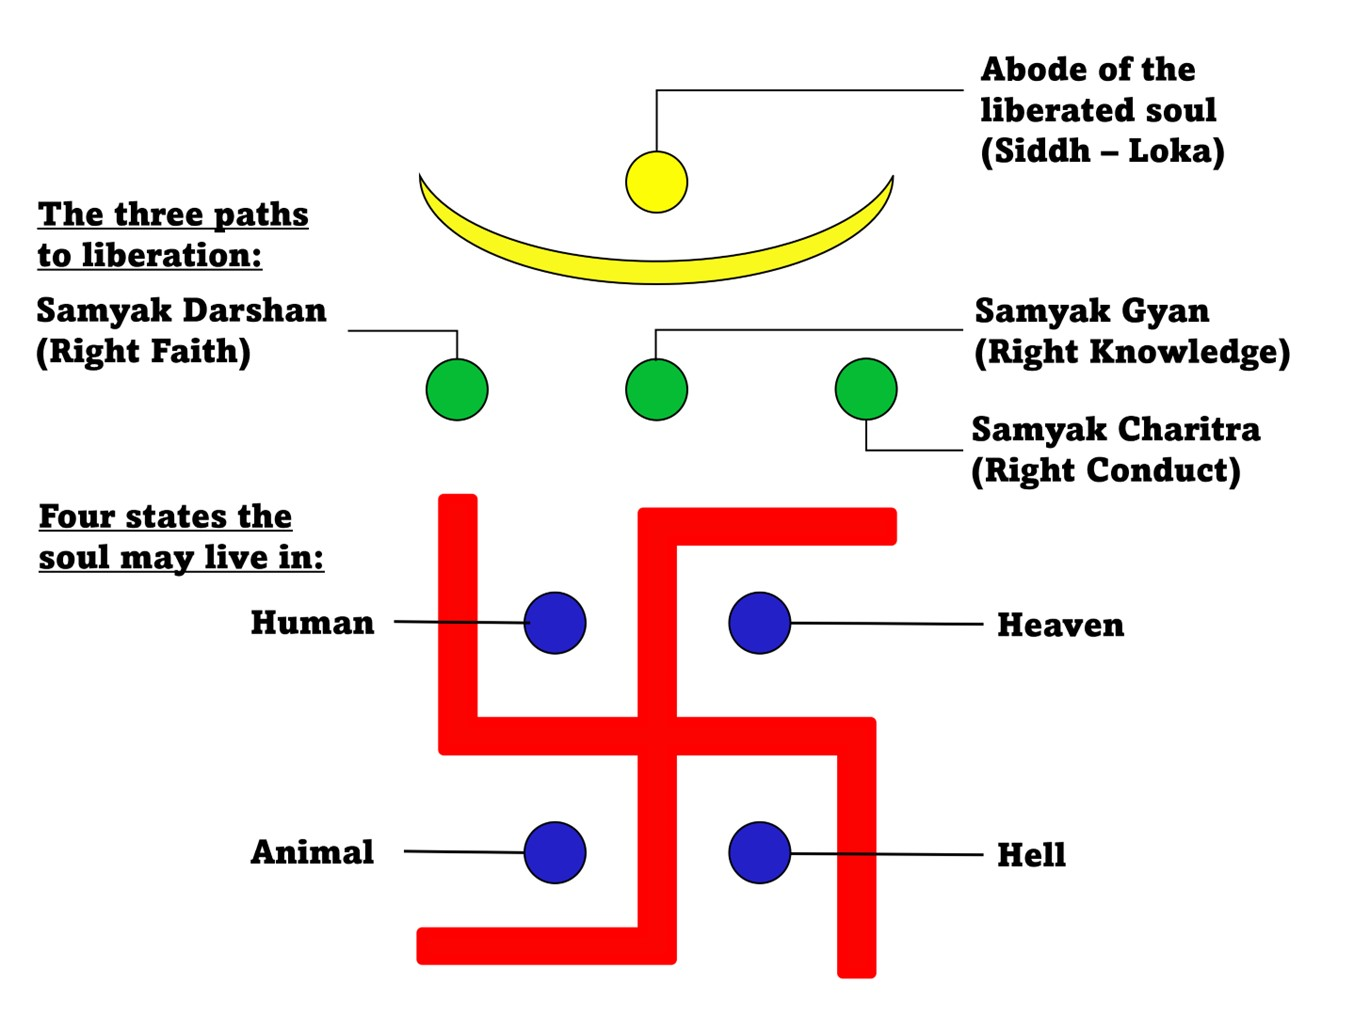 Abode of the
liberated soul
(Siddh – Loka)
The three paths
to liberation:
Samyak Darshan
(Right Faith)
Samyak Gyan
(Right Knowledge)
Samyak Charitra
(Right Conduct)
Four states the
soul may live in:
Human
Heaven
Animal
Hell